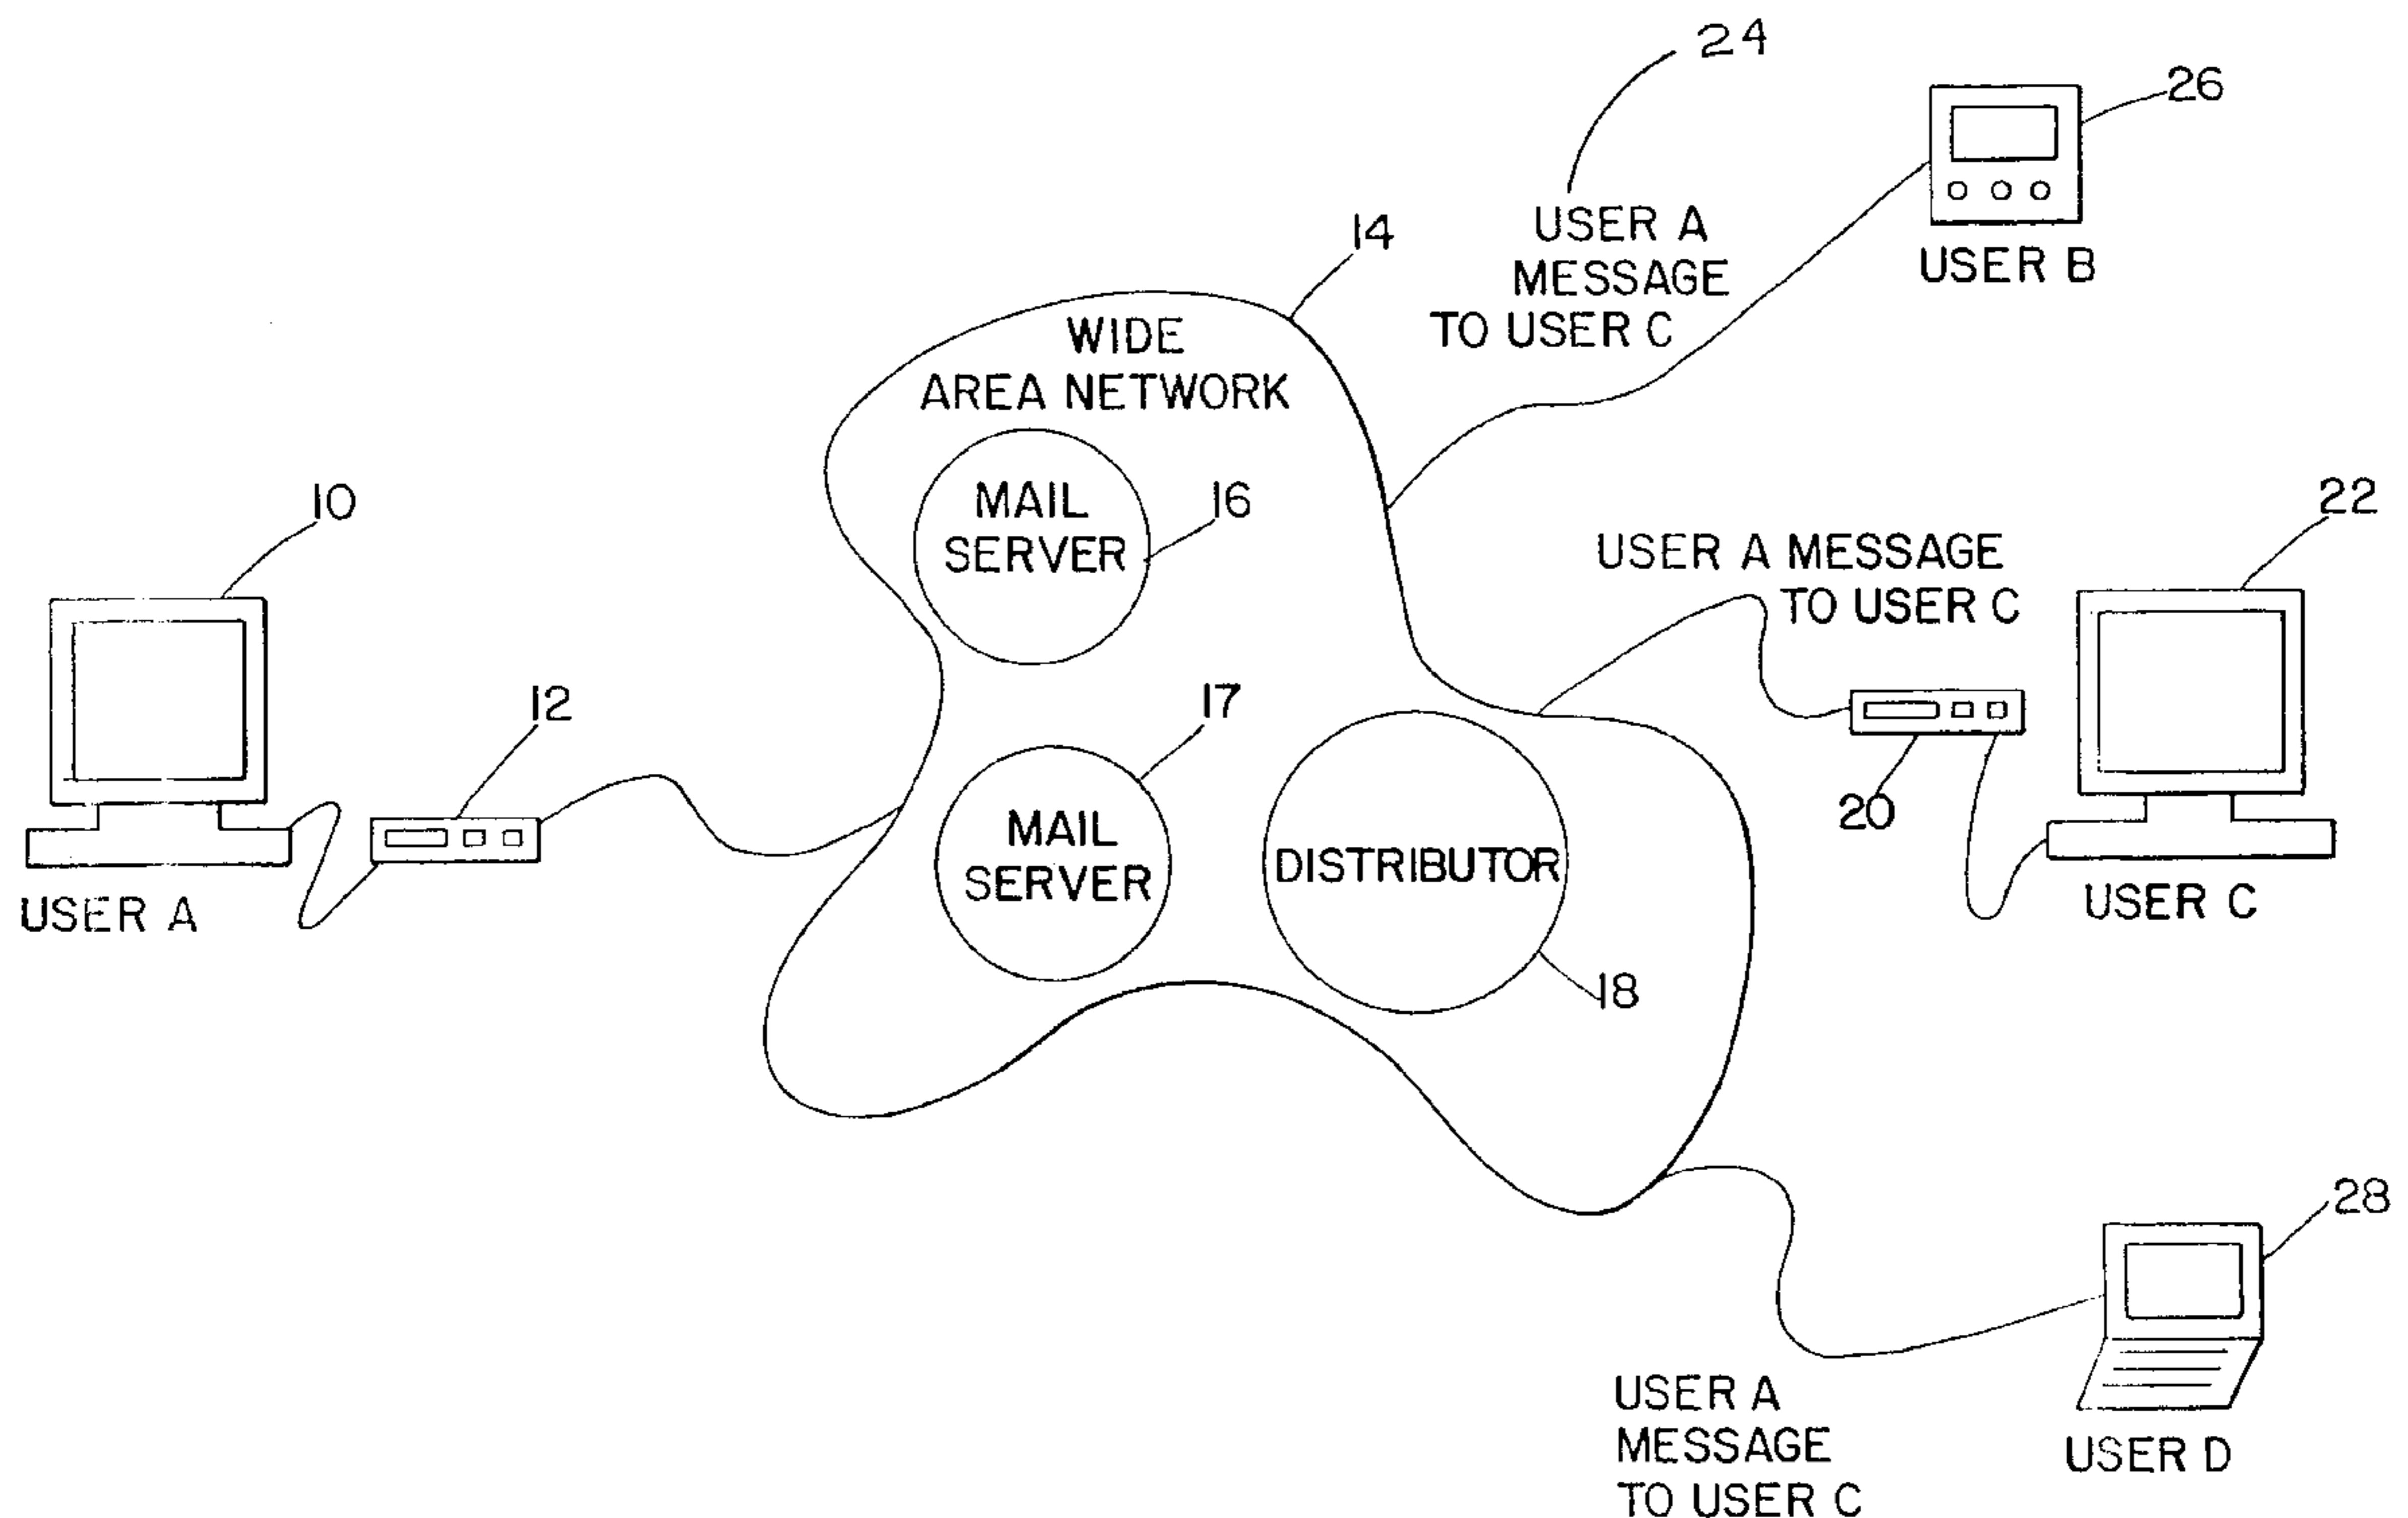 24
26
USER A
MESSAGE
TO USER C
USER B
14
WIDE
AREA NETWORK
10
MAIL
SERVER
16
22
USER A MESSAGE
TO USER C
12
17
20
MAIL
SERVER
DISTRIBUTOR
USER A
USER C
18
28
USER A
MESSAGE
TO USER C
USER D